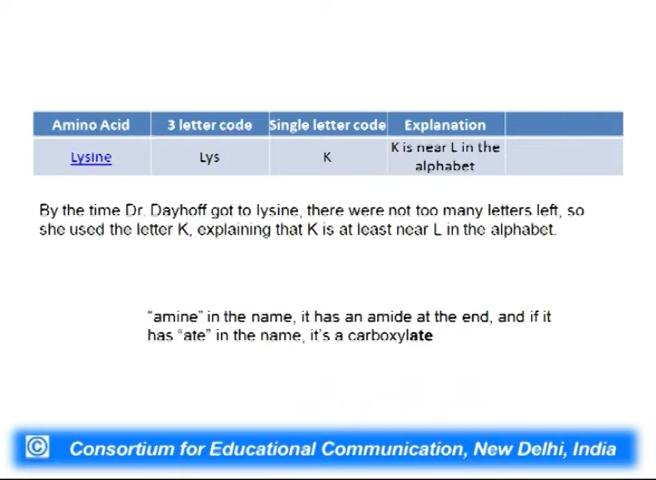 Amino Acid 3 letter code Single letter code Explanation
Lysine Lys K K is near L in the
alphabet
By the time Dr. Dayhoff got to lysine, there were not too many letters left, so
she used the letter K, explaining that K is at least near L in the alphabet.
“amine” in the name, it has an amide at the end, and if it
has “ate” in the name, it’s a carboxylate
© Consortium for Educational Communication, New Delhi, India